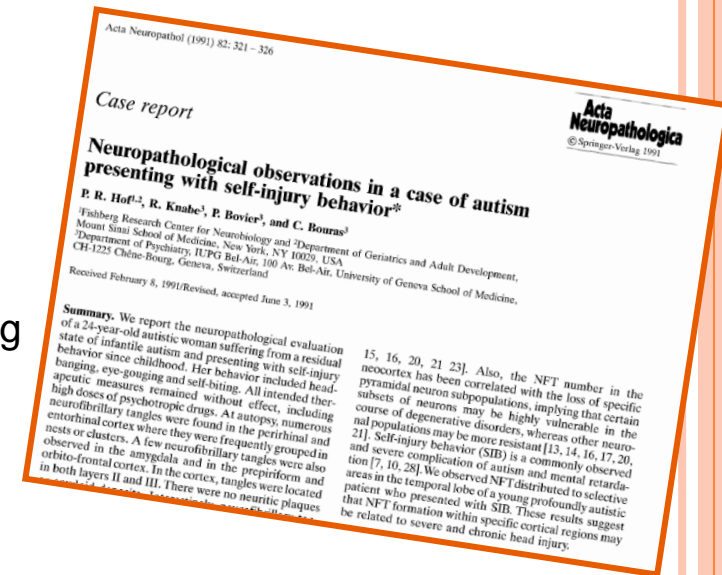 Acta Neuropathol (1991) 82: 321 – 326
Acta
Neuropathologica
© Springer-Verlag 1991
Case report
Neuropathological observations in a case of autism
presenting with self-injury behavior*
P. R. Hof1,2, R. Knabe3, P. Bovier3, and C. Bouras3
1Fishberg Research Center for Neurobiology and 2Department of Geriatrics and Adult Development,
Mount Sinai School of Medicine, New York, NY 10029, USA
3Department of Psychiatry, IUPG Bel-Air, 100 Av. Bel-Air, University of Geneva School of Medicine,
CH-1225 Chêne-Bourg, Geneva, Switzerland
Received February 8, 1991/Revised, accepted June 3, 1991
g
Summary. We report the neuropathological evaluation
of a 24-year-old autistic woman suffering from a residual
state of infantile autism and presenting with self-injury
behavior since childhood. Her behavior included head-
banging, eye-gouging and self-biting. All intended ther-
apeutic measures remained without effect, including
high doses of psychotropic drugs. At autopsy, numerous
neurofibrillary tangles were found in the perirhinal and
entorhinal cortex where they were frequently grouped in
nests or clusters. A few neurofibrillary tangles were also
observed in the amygdala and in the prepiriform and
orbito-frontal cortex. In the cortex, tangles were located
in both layers II and III. There were no neuritic plaques
15, 16, 20, 21 23]. Also, the NFT number in the
neocortex has been correlated with the loss of specific
pyramidal neuron subpopulations, implying that certain
subsets of neurons may be highly vulnerable in the
course of degenerative disorders, whereas other neuro-
nal populations may be more resistant [13, 14, 16, 17, 20,
21]. Self-injury behavior (SIB) is a commonly observed
and severe complication of autism and mental retarda-
tion [7, 10, 28]. We observed NFT distributed to selective
areas in the temporal lobe of a young profoundly autistic
patient who presented with SIB. These results suggest
that NFT formation within specific cortical regions may
be related to severe and chronic head injury.